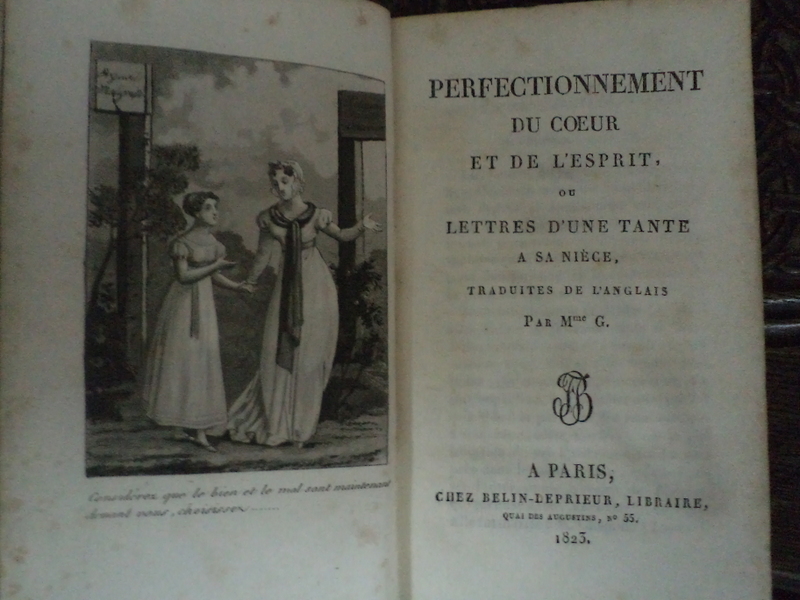 Considérez que le bien et le mal sont maintenant
devant vous, choisissez.......
PERFECTIONNEMENT
DU COEUR
ET DE L'ESPRIT,
OU
LETTRES D'UNE TANTE
A SA NIÈCE,
TRADUITES DE L'ANGLAIS
PAR Mme G.
A PARIS,
CHEZ BELIN-LEPRIEUR, LIBRAIRE,
QUAI DES AUGUSTINS, No 55.
1823.